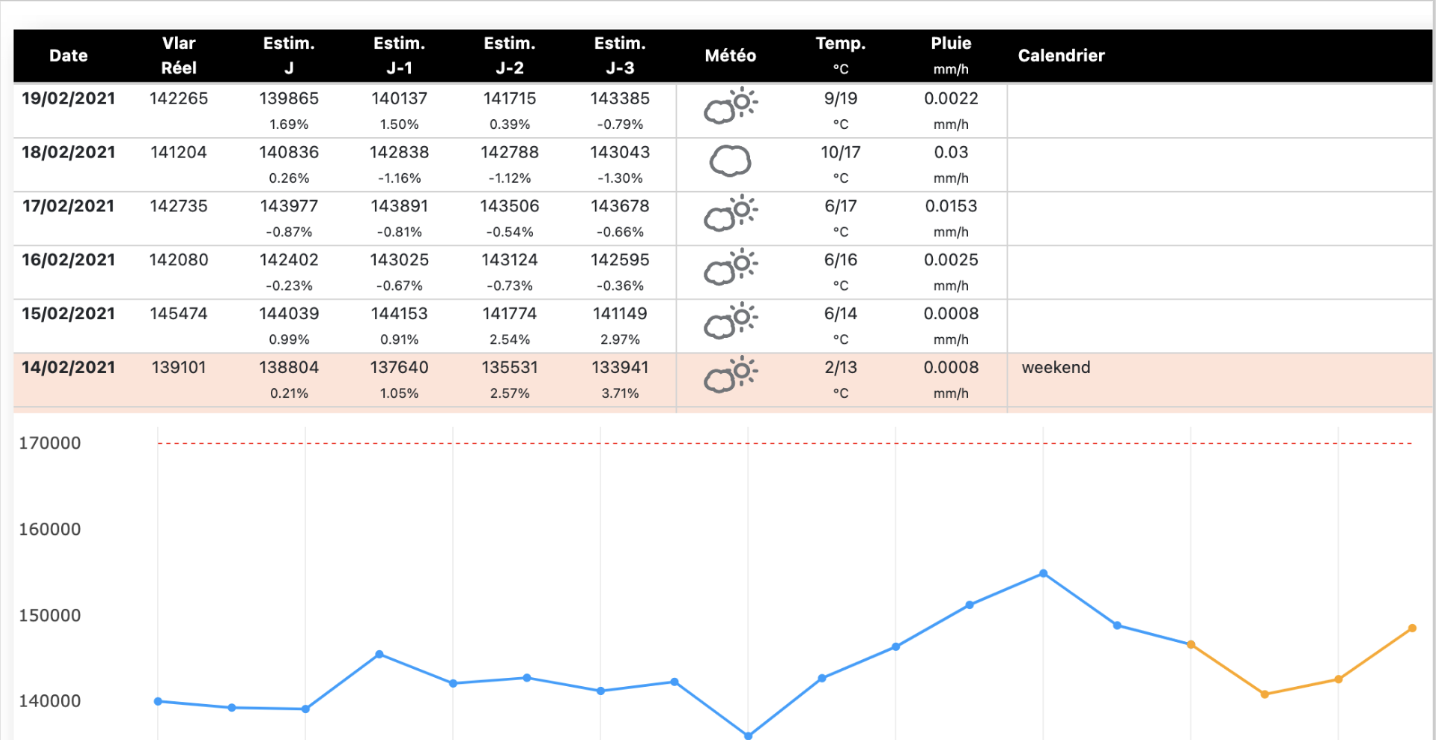 Date Vlar Réel Estim. J Estim. J-1 Estim. J-2 Estim. J-3 Météo Temp. °C Pluie mm/h Calendrier
19/02/2021 142265 139865 140137 141715 143385 9/19 0.0022
1.69% 1.50% 0.39% -0.79% °C mm/h
18/02/2021 141204 140836 142838 142788 143043 10/17 0.03
0.26% -1.16% -1.12% -1.30% °C mm/h
17/02/2021 142735 143977 143891 143506 143678 6/17 0.0153
-0.87% -0.81% -0.54% -0.66% °C mm/h
16/02/2021 142080 142402 143025 143124 142595 6/16 0.0025
-0.23% -0.67% -0.73% -0.36% °C mm/h
15/02/2021 145474 144039 144153 141774 141149 6/14 0.0008
0.99% 0.91% 2.54% 2.97% °C mm/h
14/02/2021 139101 138804 137640 135531 133941 2/13 0.0008 weekend
0.21% 1.05% 2.57% 3.71% °C mm/h
170000
160000
150000
140000